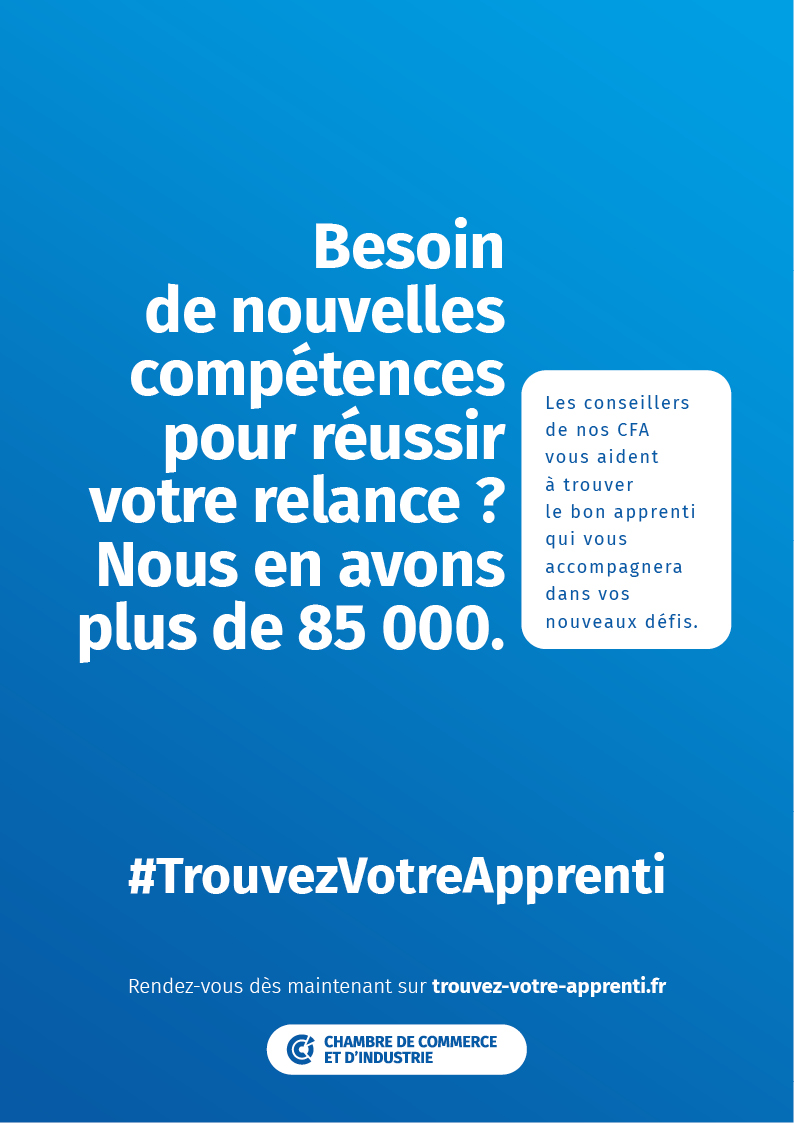 Besoin
de nouvelles
compétences
pour réussir
votre relance ?
Nous en avons
plus de 85 000.
Les conseillers
de nos CFA
vous aident
à trouver
le bon apprenti
qui vous
accompagnera
dans vos
nouveaux défis.
#TrouvezVotreApprenti
Rendez-vous dès maintenant sur trouvez-votre-apprenti.fr
CHAMBRE DE COMMERCE
ET D'INDUSTRIE